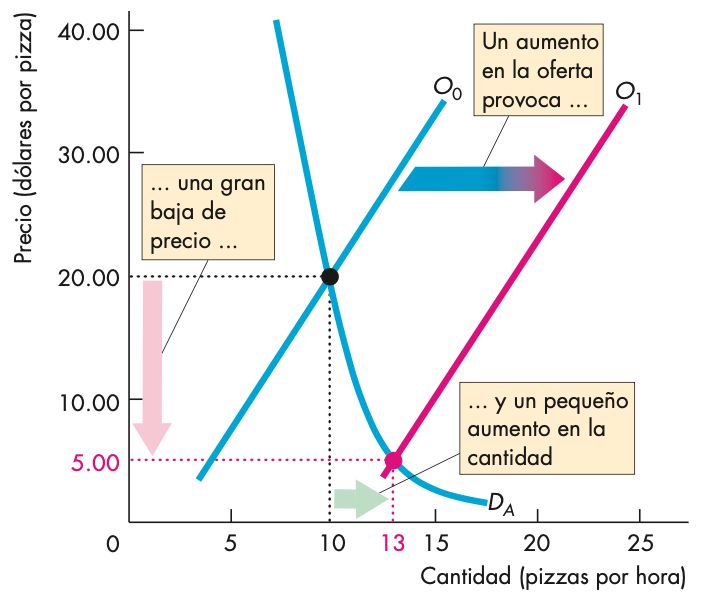 Precio (dólares por pizza)
40.00
30.00
20.00
10.00
5.00
0
5
10
13
15
20
25
Cantidad (pizzas por hora)
O0
O1
DA
Un aumento
en la oferta
provoca ...
... una gran
baja de
precio ...
... y un pequeño
aumento en la
cantidad